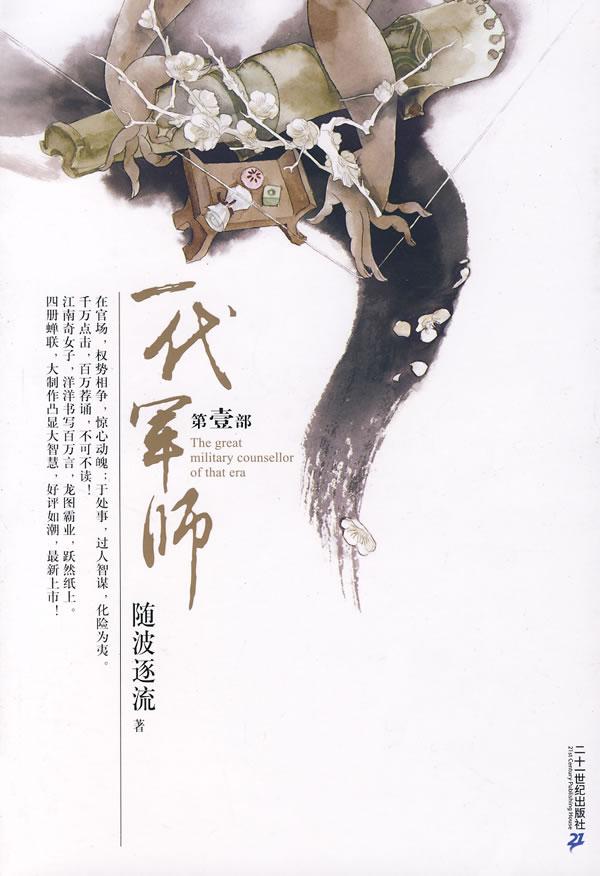 一代军师
第壹部
The great
military counsellor
of that era
随波逐流 著
在官场，权势相争，惊心动魄；于处事，过人智谋，化险为夷。
千万点击，百万荐诵，不可不读！
江南奇女子，洋洋书写百万言，龙图霸业，跃然纸上。
四册蝉联，大制作凸显大智慧，好评如潮，最新上市！
二十一世纪出版社
21st Century Publishing House
21